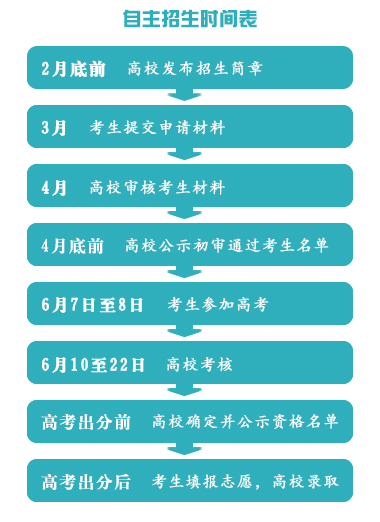 自主招生时间表
2月底前 高校发布招生简章
3月 考生提交申请材料
4月 高校审核考生材料
4月底前 高校公示初审通过考生名单
6月7日至8日 考生参加高考
6月10至22日 高校考核
高考出分前 高校确定并公示资格名单
高考出分后 考生填报志愿，高校录取